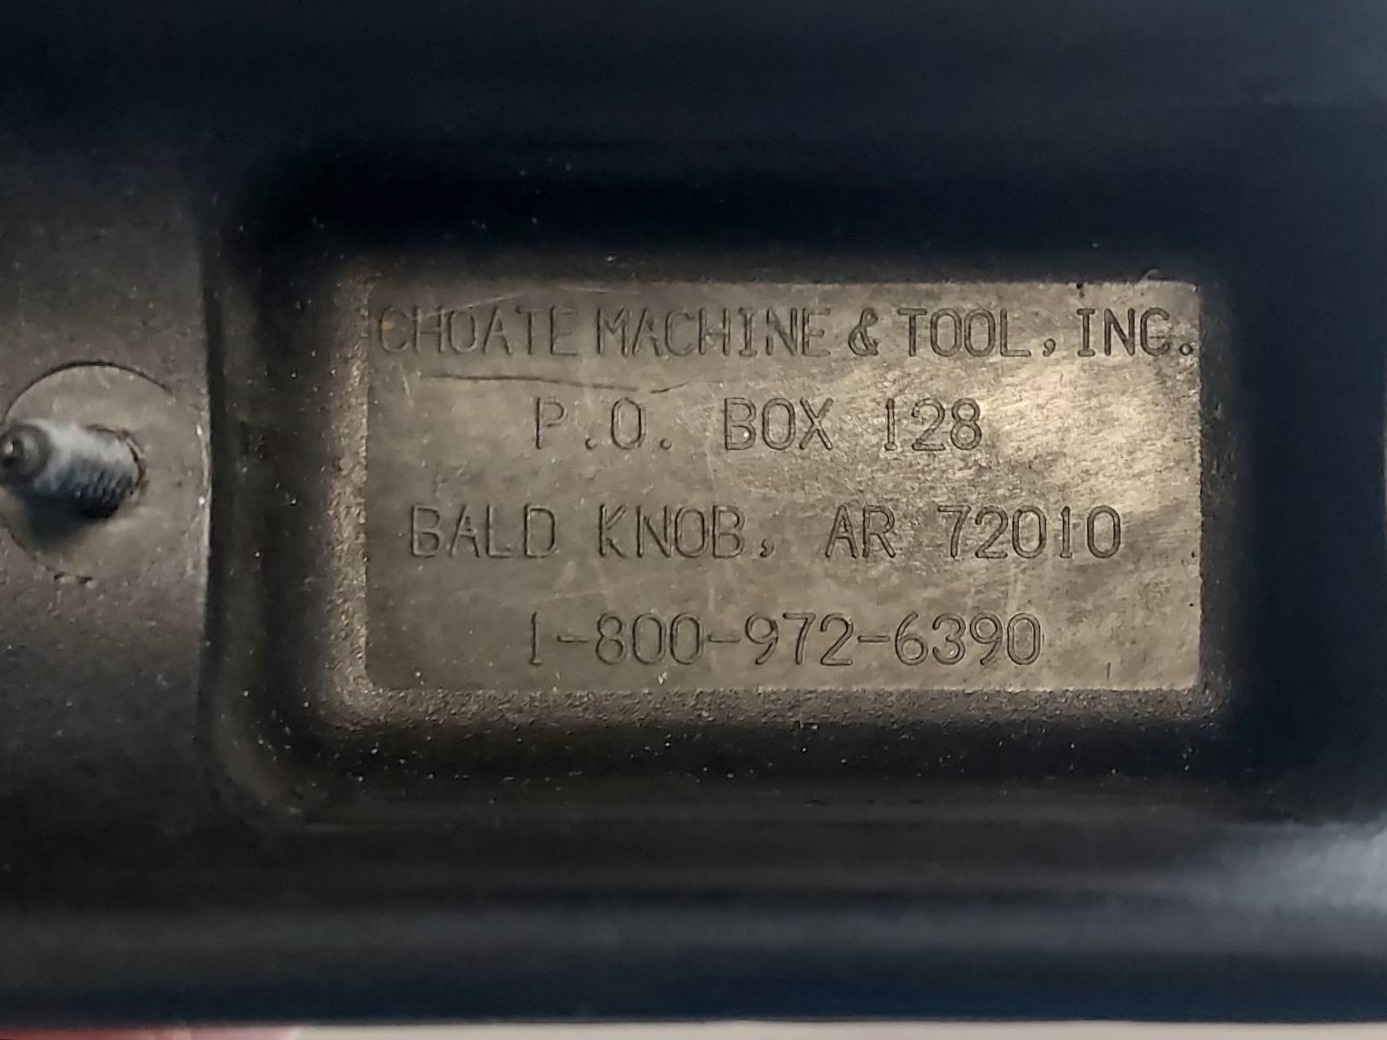 CHOATE MACHINE & TOOL, INC.
P.O. BOX 128
BALD KNOB, AR 72010
1-800-972-6390